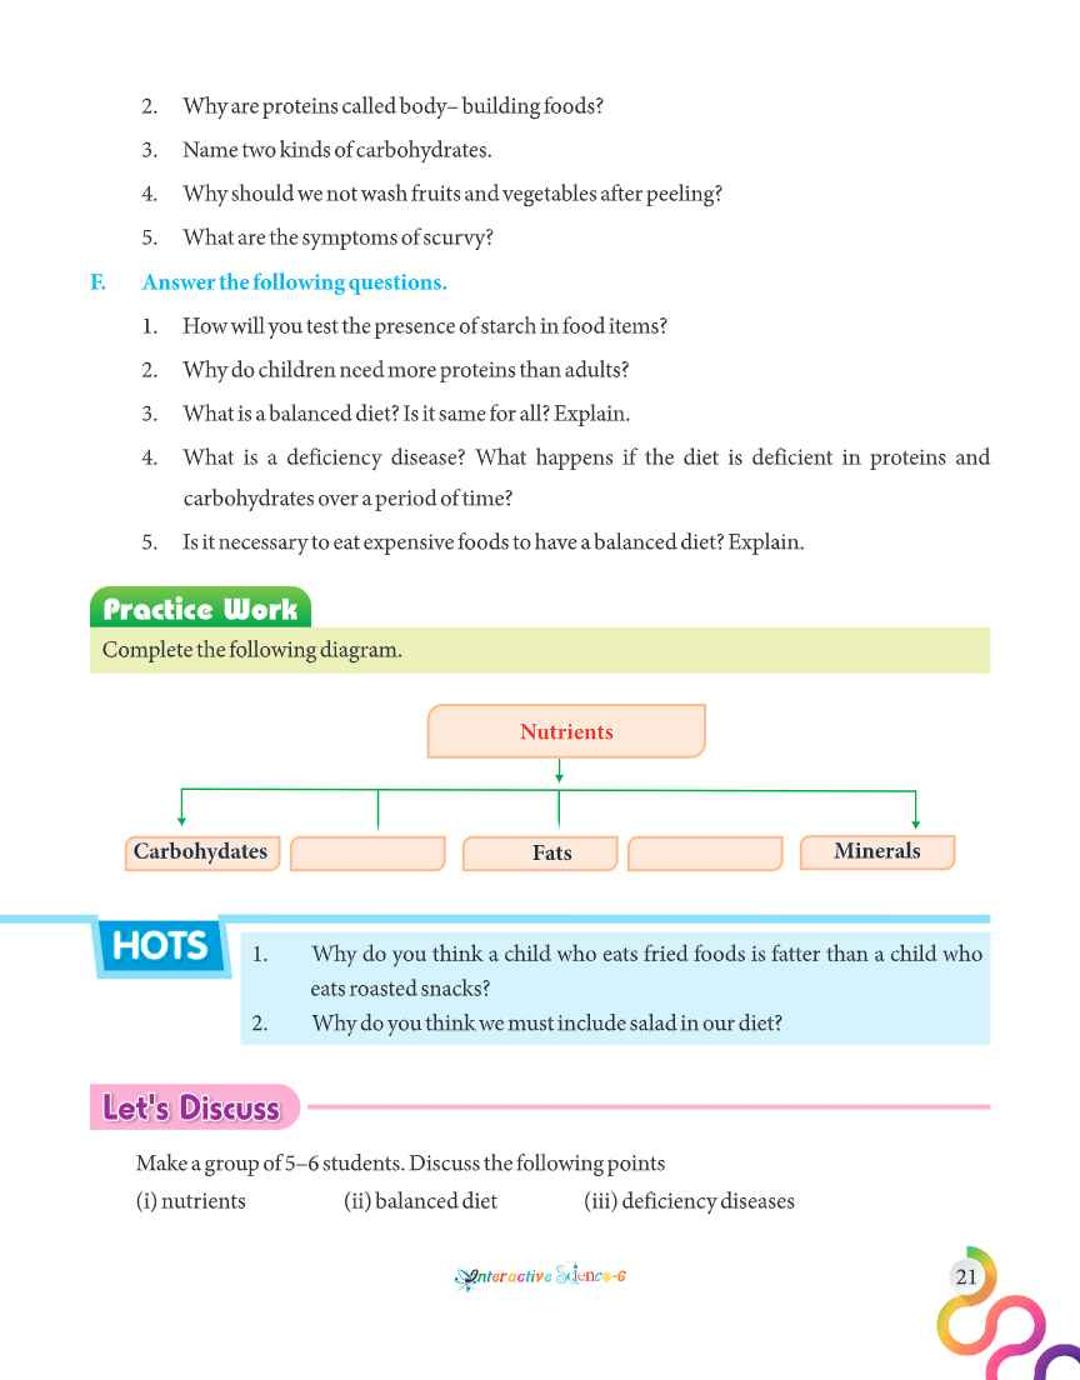 2. Why are proteins called body– building foods?
3. Name two kinds of carbohydrates.
4. Why should we not wash fruits and vegetables after peeling?
5. What are the symptoms of scurvy?
F. Answer the following questions.
1. How will you test the presence of starch in food items?
2. Why do children need more proteins than adults?
3. What is a balanced diet? Is it same for all? Explain.
4. What is a deficiency disease? What happens if the diet is deficient in proteins and
carbohydrates over a period of time?
5. Is it necessary to eat expensive foods to have a balanced diet? Explain.
Practice Work
Complete the following diagram.
Nutrients
Carbohydates Fats Minerals
HOTS
1. Why do you think a child who eats fried foods is fatter than a child who
eats roasted snacks?
2. Why do you think we must include salad in our diet?
Let's Discuss
Make a group of 5–6 students. Discuss the following points
(i) nutrients (ii) balanced diet (iii) deficiency diseases
Interactive Science-6
21